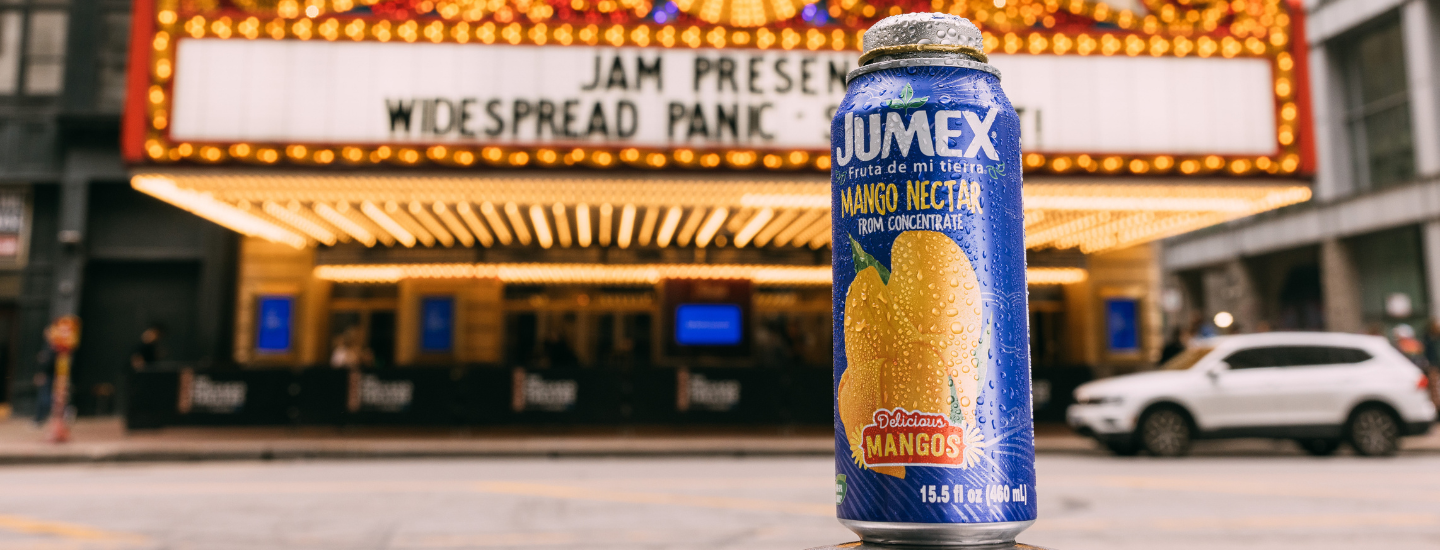 JAM PRESEN
WIDESPREAD PANIC · S
T!
JUMEX
Fruta de mi tierra
MANGO NECTAR
FROM CONCENTRATE
Delicious
MANGOS
15.5 fl oz (460 mL)